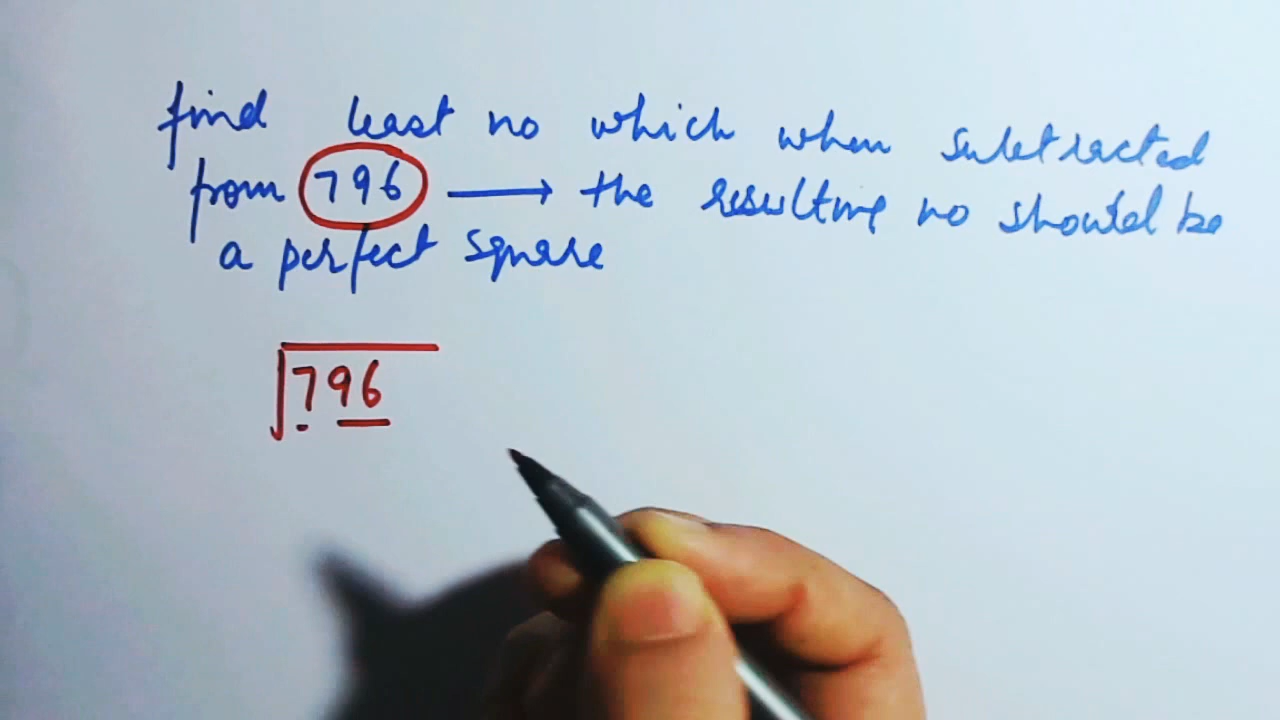 find least no which when subtracted
from 796 → the resulting no should be
a perfect square
√796